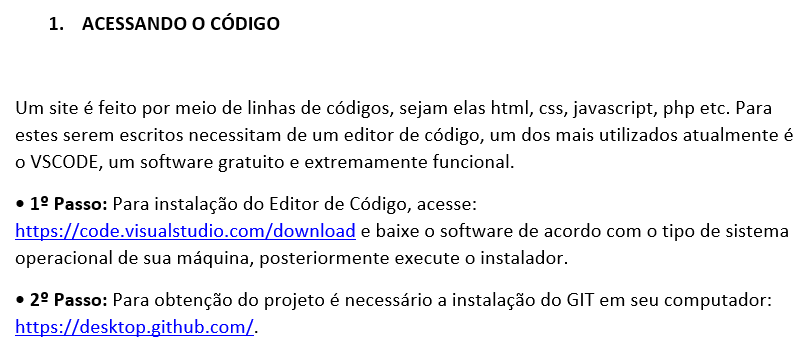 1. ACESSANDO O CÓDIGO
Um site é feito por meio de linhas de códigos, sejam elas html, css, javascript, php etc. Para
estes serem escritos necessitam de um editor de código, um dos mais utilizados atualmente é
o VSCODE, um software gratuito e extremamente funcional.
• 1º Passo: Para instalação do Editor de Código, acesse:
https://code.visualstudio.com/download e baixe o software de acordo com o tipo de sistema
operacional de sua máquina, posteriormente execute o instalador.
• 2º Passo: Para obtenção do projeto é necessário a instalação do GIT em seu computador:
https://desktop.github.com/.